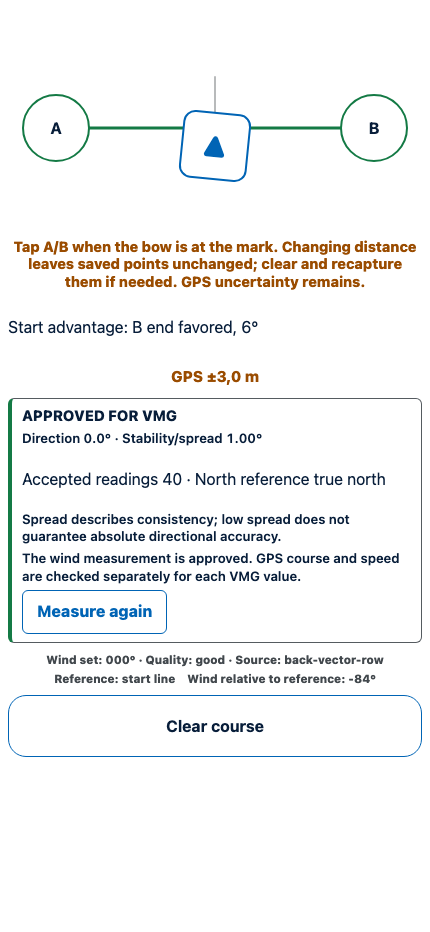 A
B
Tap A/B when the bow is at the mark. Changing distance
leaves saved points unchanged; clear and recapture
them if needed. GPS uncertainty remains.
Start advantage: B end favored, 6°
GPS ±3,0 m
APPROVED FOR VMG
Direction 0.0° · Stability/spread 1.00°
Accepted readings 40 · North reference true north
Spread describes consistency; low spread does not
guarantee absolute directional accuracy.
The wind measurement is approved. GPS course and speed
are checked separately for each VMG value.
Measure again
Wind set: 000° · Quality: good · Source: back-vector-row
Reference: start line Wind relative to reference: -84°
Clear course